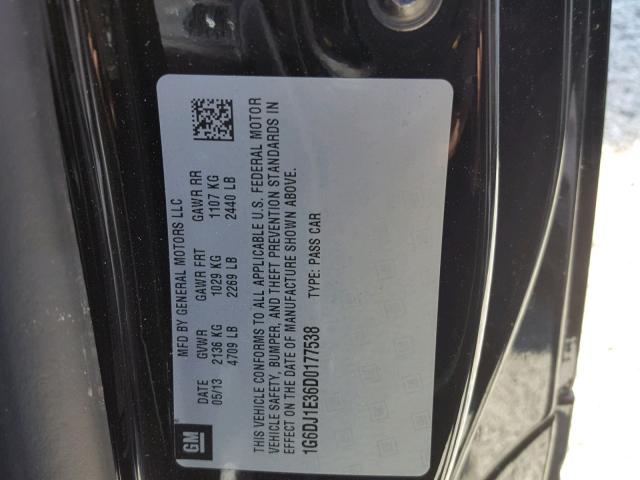 GM
MFD BY GENERAL MOTORS LLC
DATE GVWR GAWR FRT GAWR RR
05/13 2136 KG 1029 KG 1107 KG
4709 LB 2269 LB 2440 LB
THIS VEHICLE CONFORMS TO ALL APPLICABLE U.S. FEDERAL MOTOR
VEHICLE SAFETY, BUMPER, AND THEFT PREVENTION STANDARDS IN
EFFECT ON THE DATE OF MANUFACTURE SHOWN ABOVE.
1G6DJ1E36D0177538 TYPE: PASS CAR